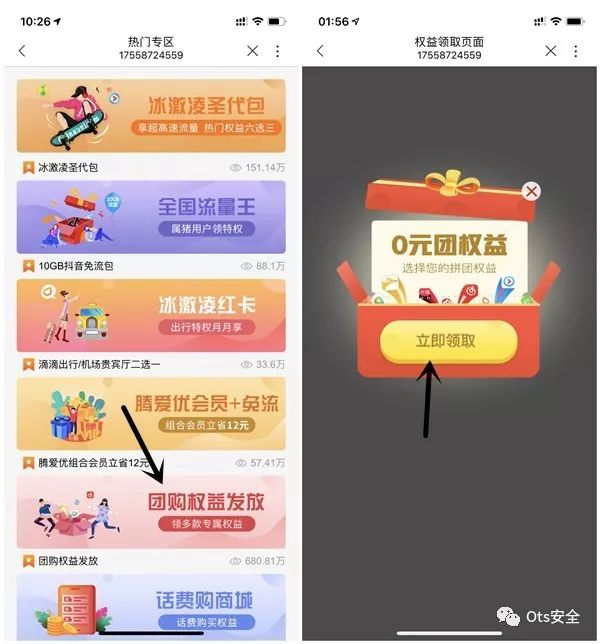 10:26
热门专区
17558724559
冰激凌圣代包
享超高速流量 热门权益六选三
冰激凌圣代包
151.14万
10GB
流量
全国流量王
属猪用户领特权
10GB抖音免流包
88.1万
冰激凌红卡
出行特权月月享
滴滴出行/机场贵宾厅二选一
33.6万
腾爱优会员+免流
组合会员立省12元
腾爱优组合会员立省12元
57.41万
团购权益发放
领多款专属权益
团购权益发放
680.81万
话费购商城
话费购买权益
01:56
权益领取页面
17558724559
0元团权益
选择您的拼团权益
立即领取
Ots安全